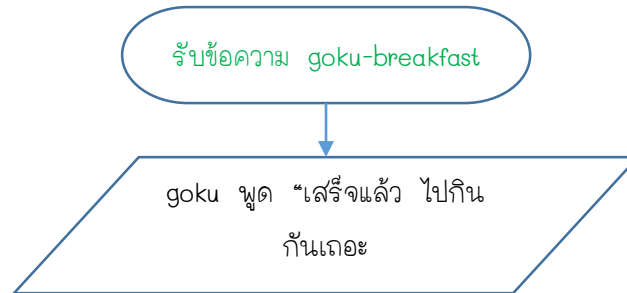 รับข้อความ goku-breakfast
goku พูด “เสร็จแล้ว ไปกิน
กันเถอะ